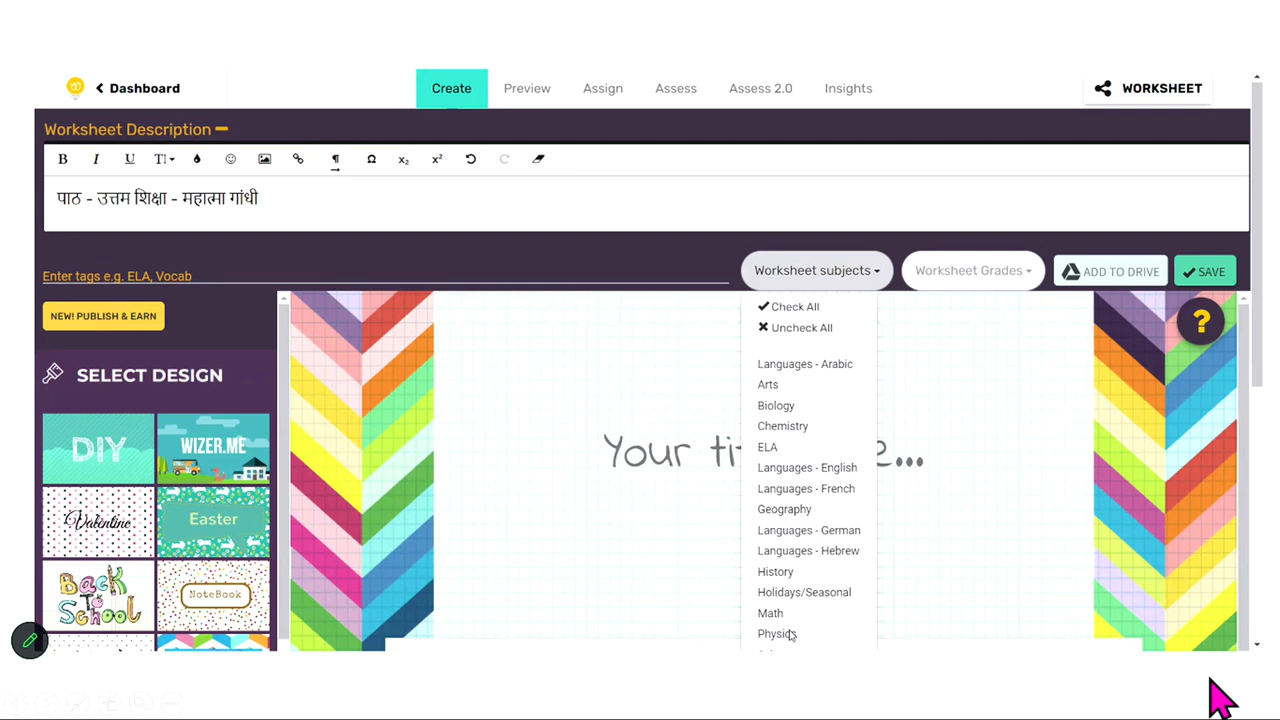 Dashboard
Create
Preview
Assign
Assess
Assess 2.0
Insights
WORKSHEET
Worksheet Description
B I U T
Ω x₂ x²
पाठ - उत्तम शिक्षा - महात्मा गांधी
Enter tags e.g. ELA, Vocab
Worksheet subjects
Worksheet Grades
ADD TO DRIVE
SAVE
NEW! PUBLISH & EARN
?
SELECT DESIGN
DIY
WIZER.ME
Valentine
Easter
BACK to SCHOOL
NoteBook
Your
...
Check All
Uncheck All
Languages - Arabic
Arts
Biology
Chemistry
ELA
Languages - English
Languages - French
Geography
Languages - German
Languages - Hebrew
History
Holidays/Seasonal
Math
Physics